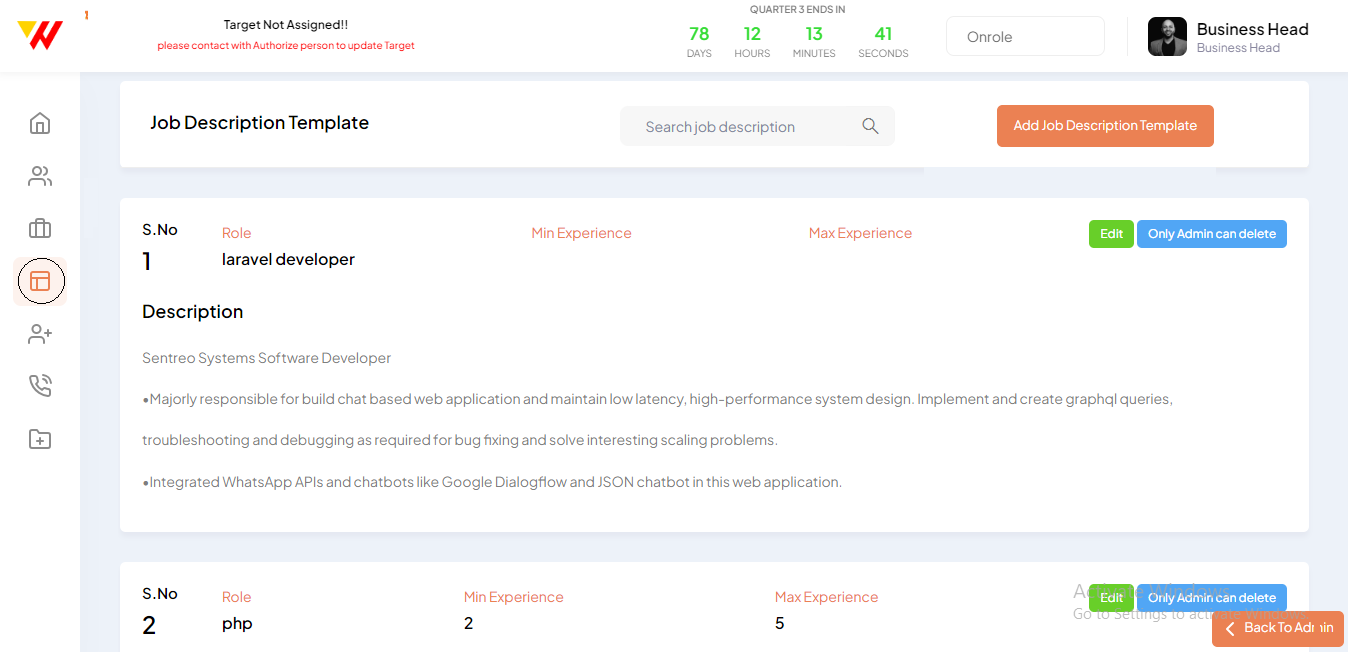 Target Not Assigned!!
please contact with Authorize person to update Target
QUARTER 3 ENDS IN
78 12 13 41
DAYS HOURS MINUTES SECONDS
Onrole
Business Head
Business Head
Job Description Template
Search job description
Add Job Description Template
S.No Role Min Experience Max Experience Edit Only Admin can delete
1 laravel developer
Description
Sentreo Systems Software Developer
•Majorly responsible for build chat based web application and maintain low latency, high-performance system design. Implement and create graphql queries,
troubleshooting and debugging as required for bug fixing and solve interesting scaling problems.
•Integrated WhatsApp APIs and chatbots like Google Dialogflow and JSON chatbot in this web application.
S.No Role Min Experience Max Experience Edit Only Admin can delete
2 php 2 5
Activate Windows
Go to Settings to activate Windows.
Back To Admin